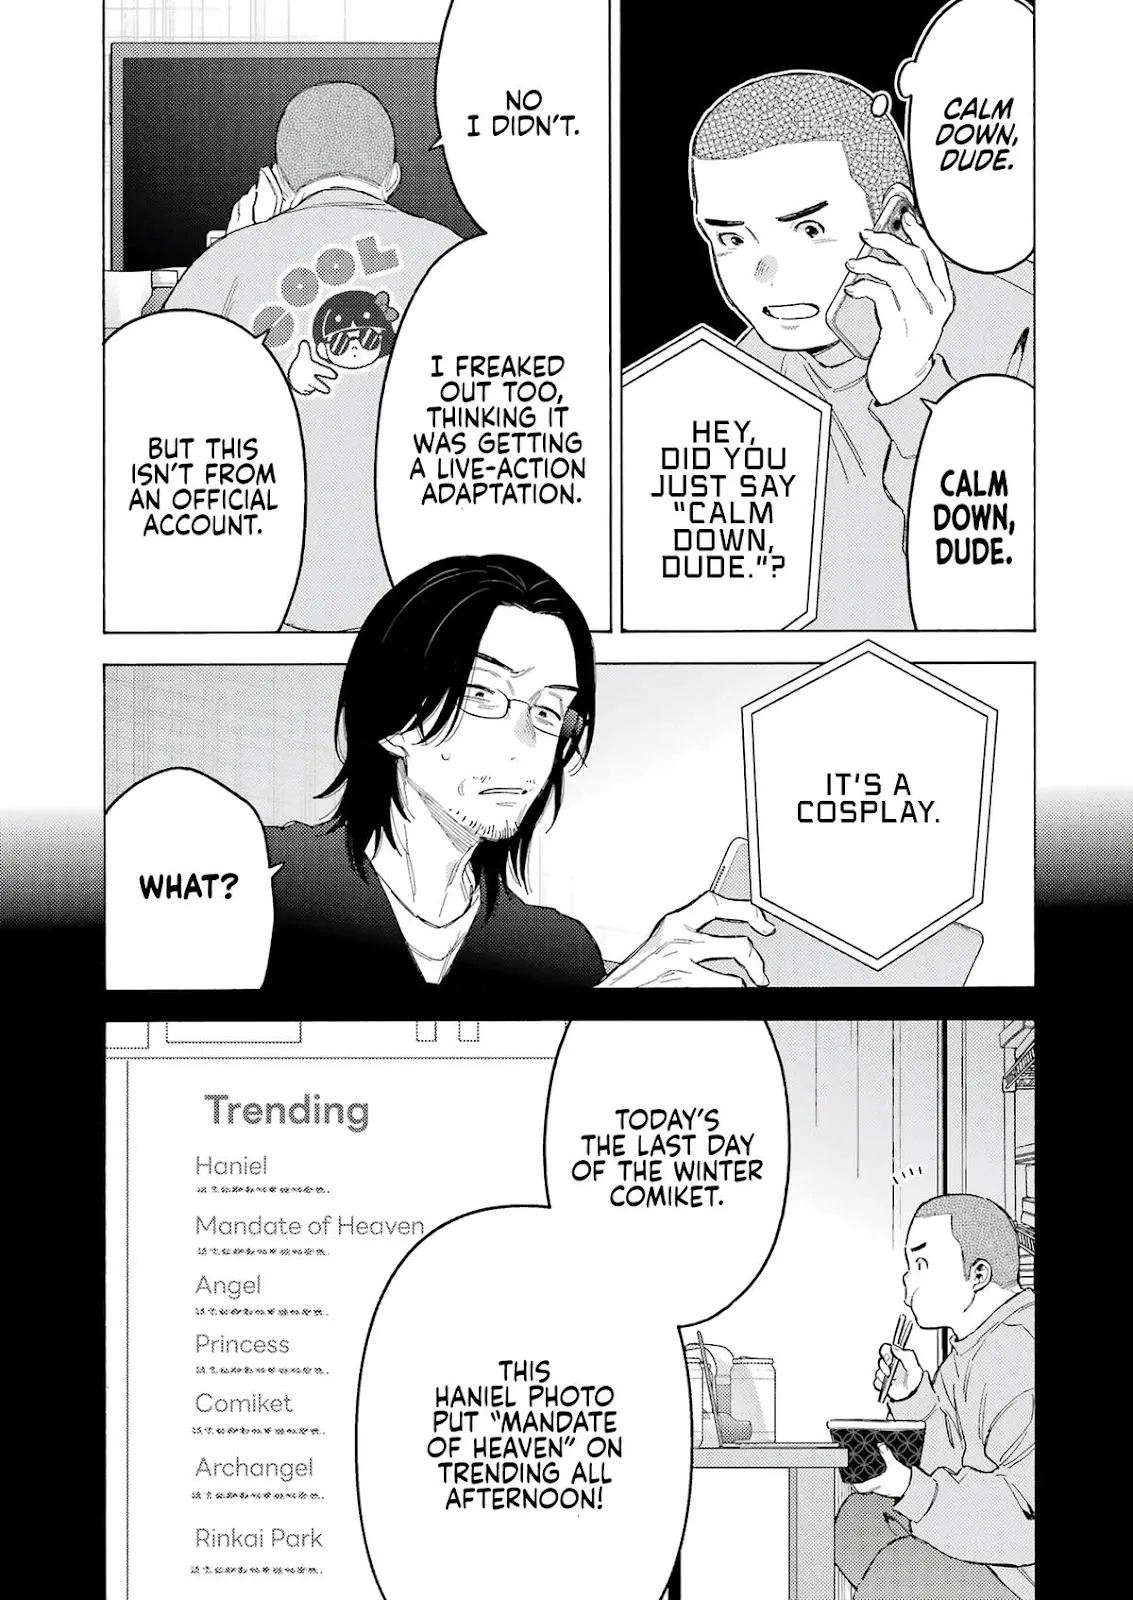 CALM
DOWN,
DUDE.
CALM
DOWN,
DUDE.
HEY,
DID YOU
JUST SAY
"CALM
DOWN,
DUDE."?
NO
I DIDN'T.
I FREAKED
OUT TOO,
THINKING IT
WAS GETTING
A LIVE-ACTION
ADAPTATION.
COOL
BUT THIS
ISN'T FROM
AN OFFICIAL
ACCOUNT.
IT'S A
COSPLAY.
WHAT?
TODAY'S
THE LAST DAY
OF THE WINTER
COMIKET.
THIS
HANIEL PHOTO
PUT "MANDATE
OF HEAVEN" ON
TRENDING ALL
AFTERNOON!
Trending
Haniel
Mandate of Heaven
Angel
Princess
Comiket
Archangel
Rinkai Park